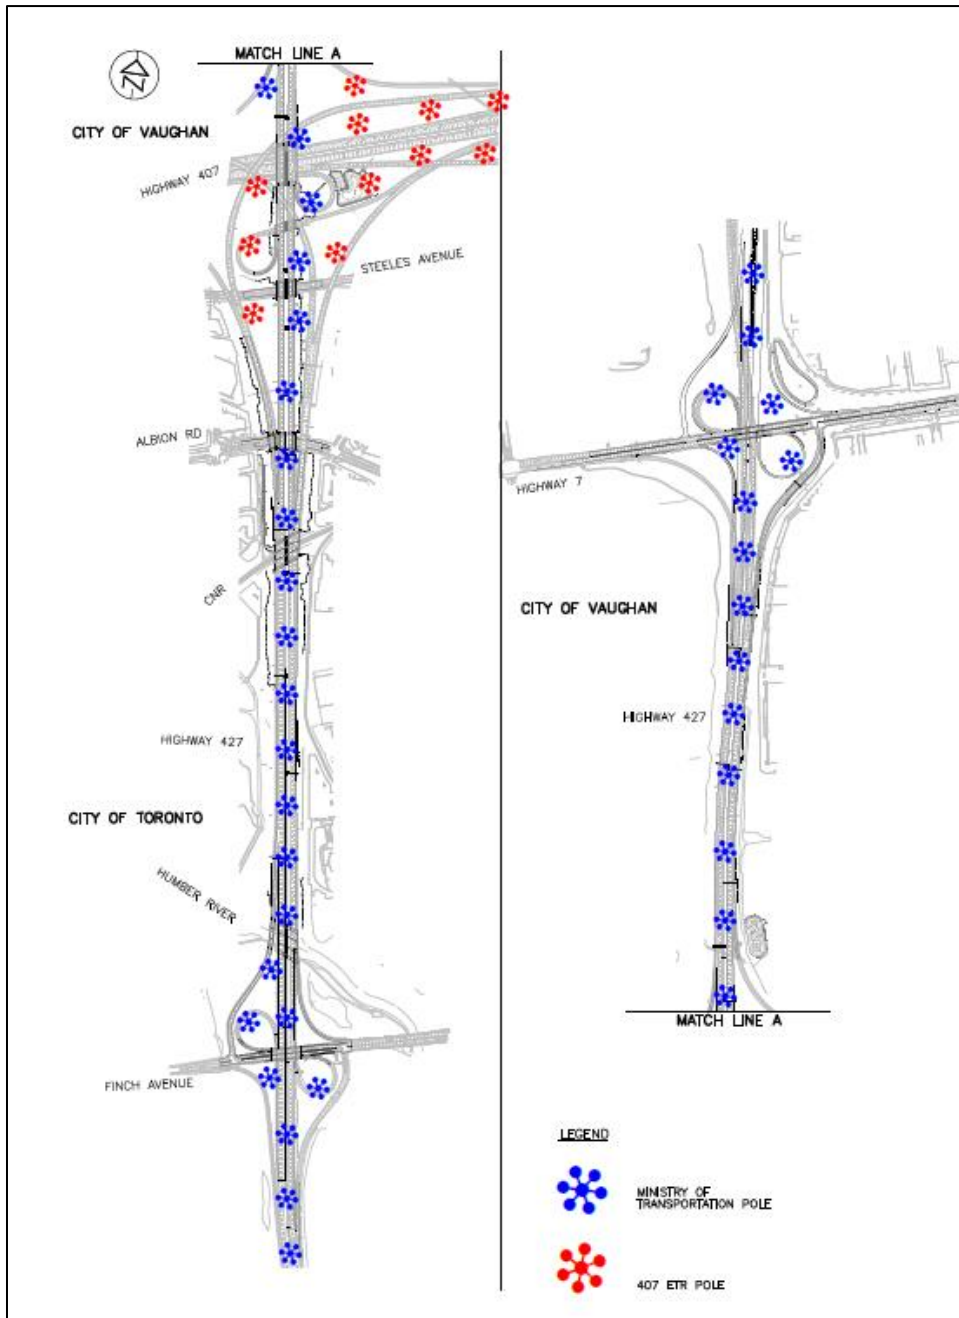 MATCH LINE A
N
CITY OF VAUGHAN
HIGHWAY 407
STEELES AVENUE
ALBION RD
CNR
HIGHWAY 427
CITY OF TORONTO
HUMBER RIVER
FINCH AVENUE
HIGHWAY 7
CITY OF VAUGHAN
HIGHWAY 427
MATCH LINE A
LEGEND
MINISTRY OF
TRANSPORTATION POLE
407 ETR POLE